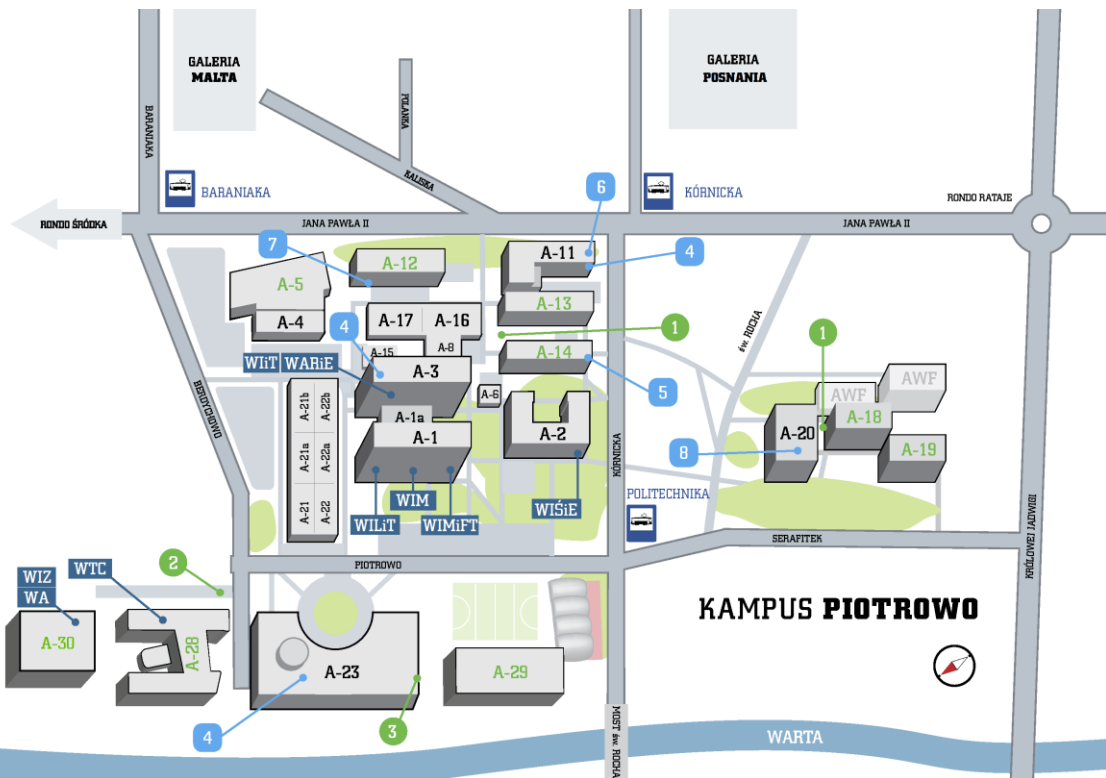 GALERIA
MALTA
GALERIA
POSNANIA
BARANIAKA
POLANKA
KALISKA
BARANIAKA
KÓRNICKA
6
RONDO RATAJE
RONDO ŚRÓDKA
JANA PAWŁA II
JANA PAWŁA II
7
4
A-11
A-12
A-5
A-13
A-4
A-17
A-16
4
1
1
św. ROCHA
A-15
A-8
A-14
WIiT
WARiE
A-3
5
AWF
AWF
A-6
A-18
BERDYCHOWO
A-21b
A-22b
A-1a
A-1
A-2
A-20
A-19
8
KÓRNICKA
A-21a
A-22a
WIM
WILiT
WIMiFT
WIŚiE
POLITECHNIKA
A-21
A-22
KRÓLOWEJ JADWIGI
SERAFITEK
PIOTROWO
2
WTC
WIZ
WA
KAMPUS PIOTROWO
A-30
A-28
A-23
A-29
4
3
MOST św. ROCHA
WARTA